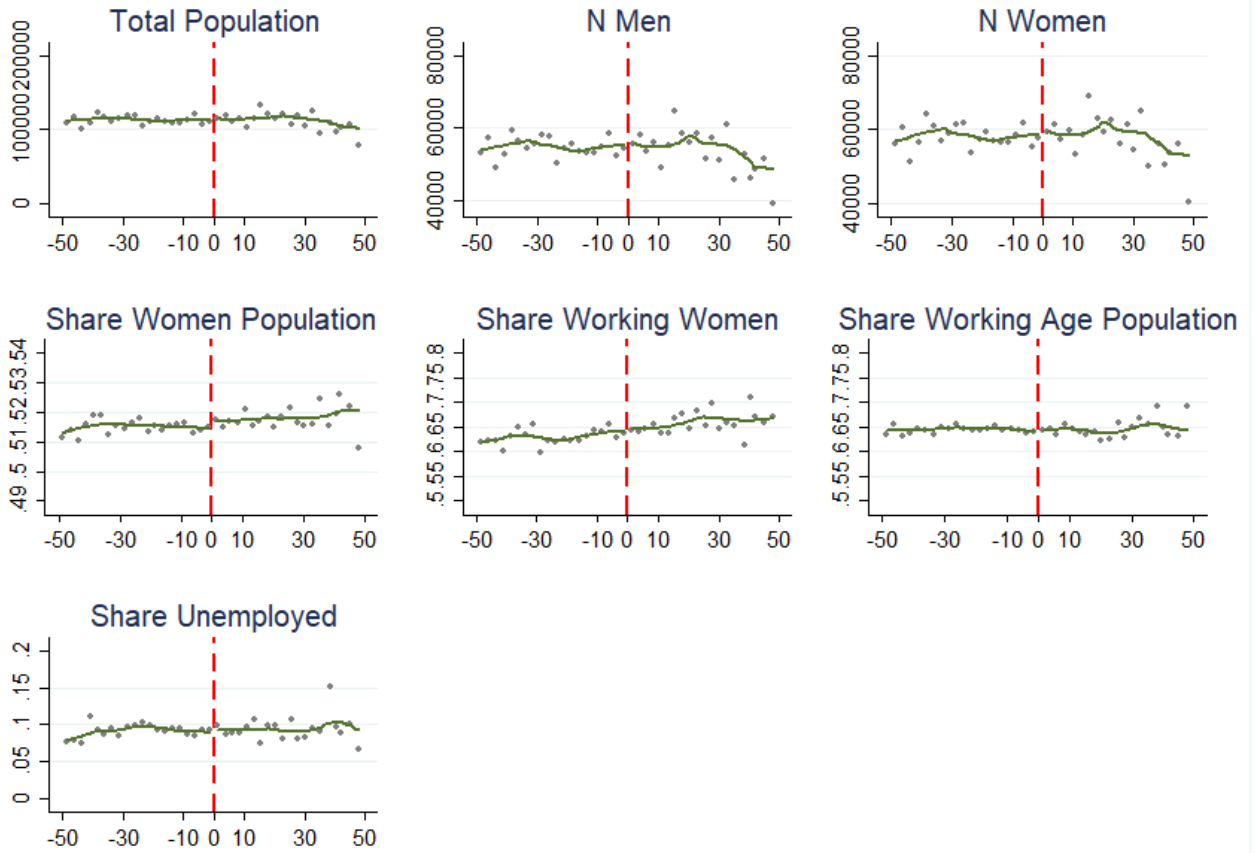 Total Population
N Men
N Women
0 100000 200000
40000 60000 80000
40000 60000 80000
-50 -30 -10 0 10 30 50
-50 -30 -10 0 10 30 50
-50 -30 -10 0 10 30 50
Share Women Population
Share Working Women
Share Working Age Population
.49 .5 .51 .52 .53 .54
.5 .55 .6 .65 .7 .75 .8
.5 .55 .6 .65 .7 .75 .8
-50 -30 -10 0 10 30 50
-50 -30 -10 0 10 30 50
-50 -30 -10 0 10 30 50
Share Unemployed
0 .05 .1 .15 .2
-50 -30 -10 0 10 30 50